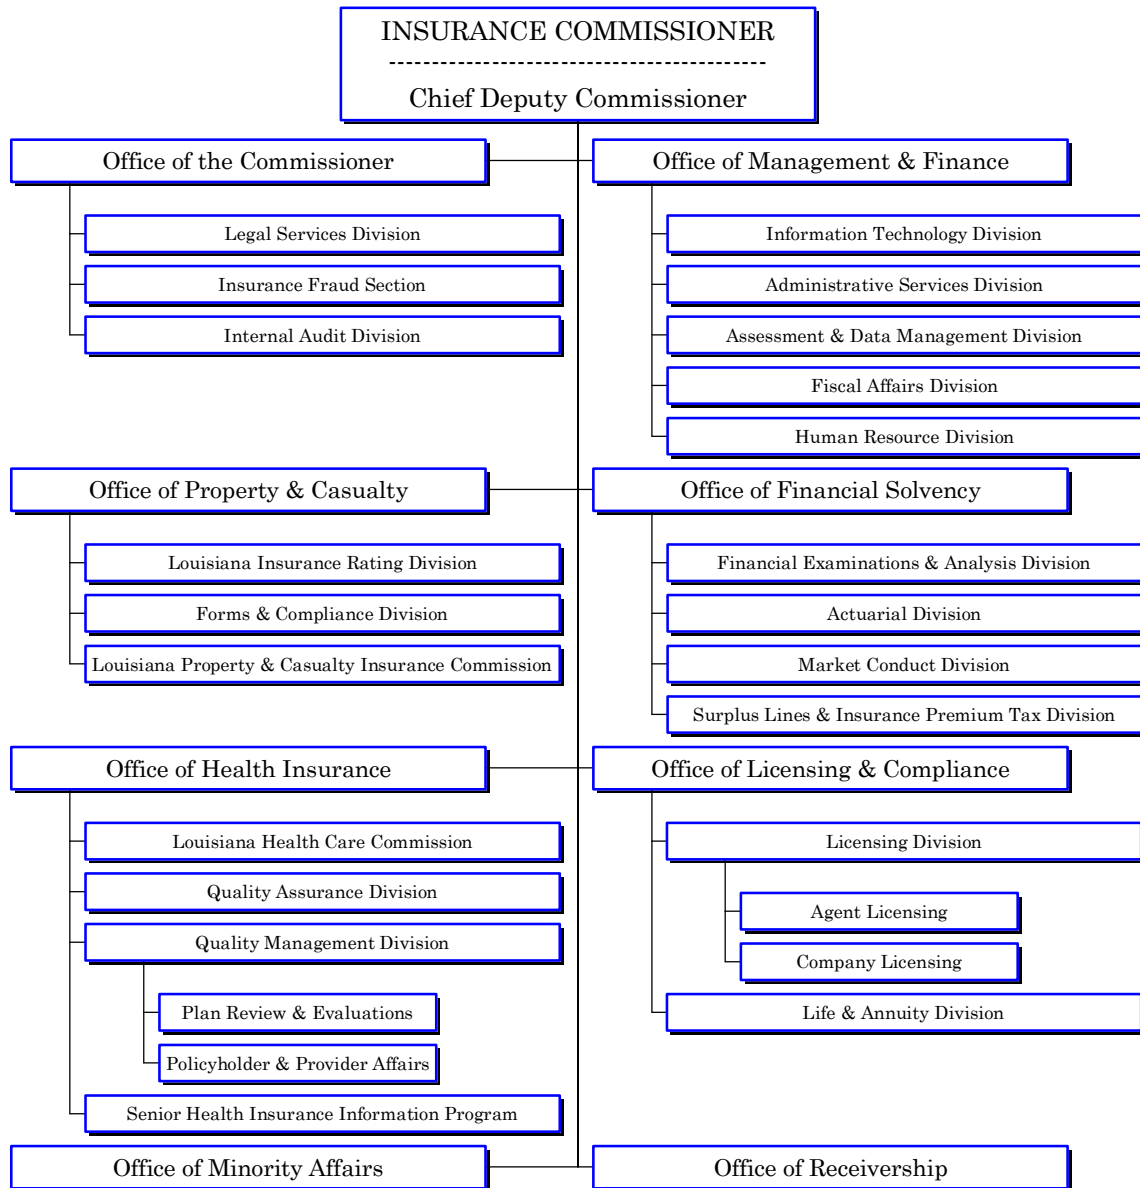 INSURANCE COMMISSIONER
--------------------------------------------
Chief Deputy Commissioner
Office of the Commissioner
Legal Services Division
Insurance Fraud Section
Internal Audit Division
Office of Management & Finance
Information Technology Division
Administrative Services Division
Assessment & Data Management Division
Fiscal Affairs Division
Human Resource Division
Office of Property & Casualty
Louisiana Insurance Rating Division
Forms & Compliance Division
Louisiana Property & Casualty Insurance Commission
Office of Financial Solvency
Financial Examinations & Analysis Division
Actuarial Division
Market Conduct Division
Surplus Lines & Insurance Premium Tax Division
Office of Health Insurance
Louisiana Health Care Commission
Quality Assurance Division
Quality Management Division
Plan Review & Evaluations
Policyholder & Provider Affairs
Senior Health Insurance Information Program
Office of Licensing & Compliance
Licensing Division
Agent Licensing
Company Licensing
Life & Annuity Division
Office of Minority Affairs
Office of Receivership